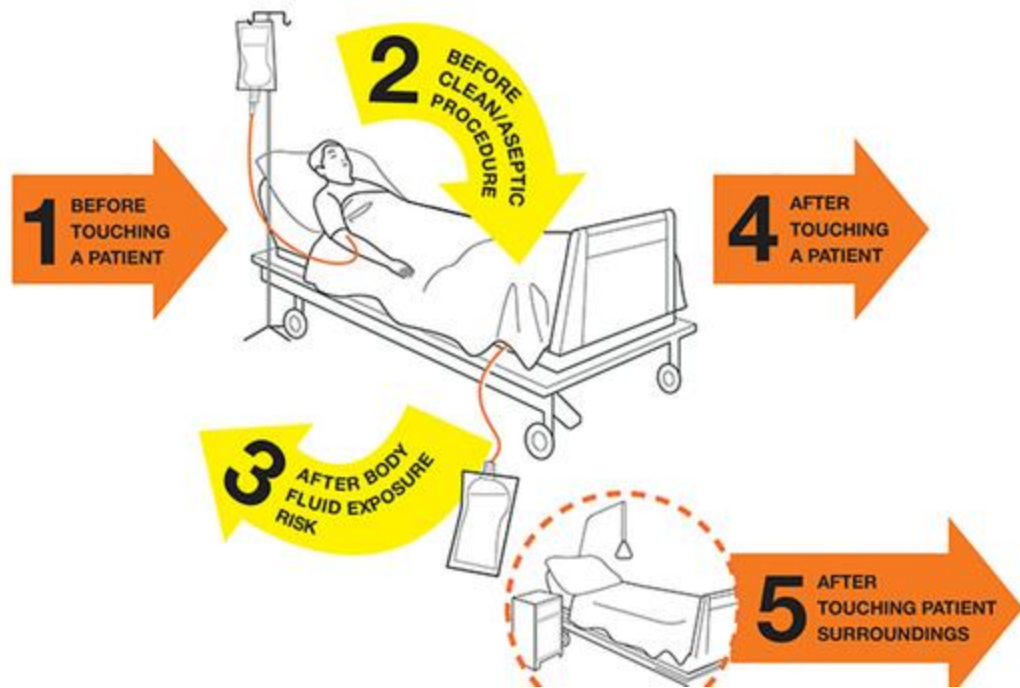 1
BEFORE
TOUCHING
A PATIENT
2
BEFORE
CLEAN/ASEPTIC
PROCEDURE
3
AFTER BODY
FLUID EXPOSURE
RISK
4
AFTER
TOUCHING
A PATIENT
5
AFTER
TOUCHING PATIENT
SURROUNDINGS